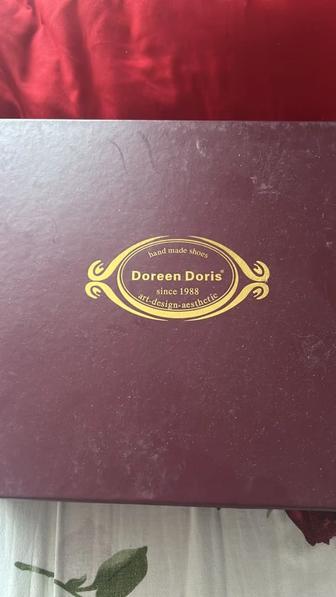 hand made shoes
Doreen Doris®
since 1988
art-design-aesthetic